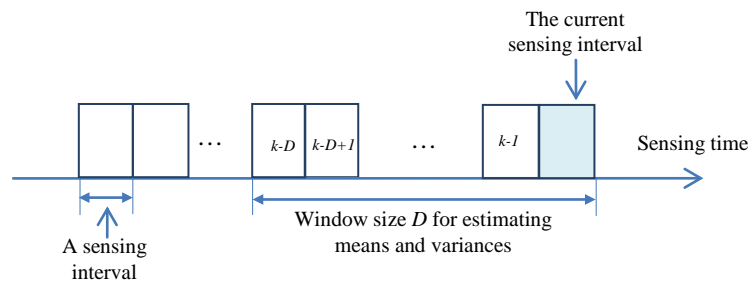 The current
sensing interval
k-D
k-D+1
k-1
...
...
Sensing time
Window size D for estimating
means and variances
A sensing
interval